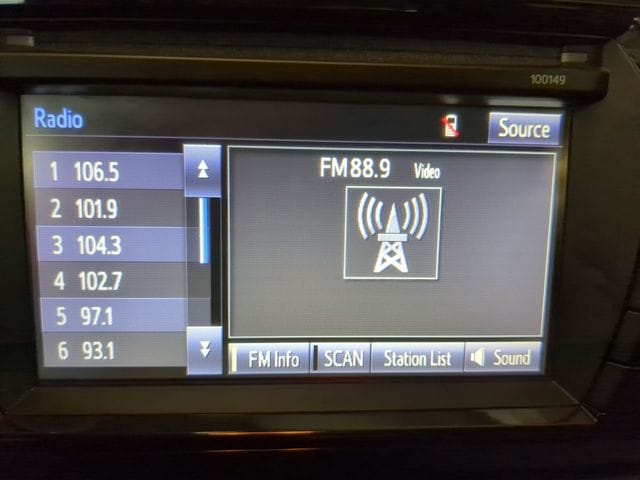 100149
Radio
Source
1 106.5
2 101.9
3 104.3
4 102.7
5 97.1
6 93.1
FM 88.9 Video
FM Info
SCAN
Station List
Sound